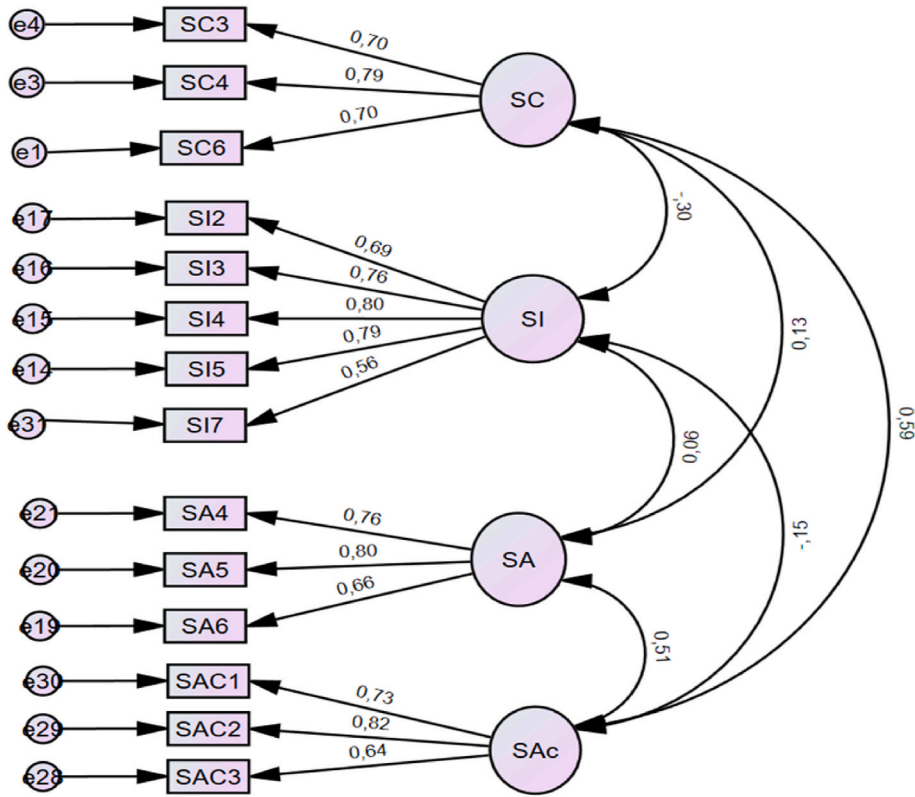 e4 SC3
0,70
e3 SC4
0,79
SC
e1 SC6
0,70
-,30
e17 SI2
0,69
e16 SI3
0,76
e15 SI4
0,80
SI
0,13
e14 SI5
0,79
e31 SI7
0,56
0,59
0,06
e21 SA4
0,76
-,15
e20 SA5
0,80
SA
e19 SA6
0,66
0,51
e30 SAC1
0,73
e29 SAC2
0,82
SAc
e28 SAC3
0,64